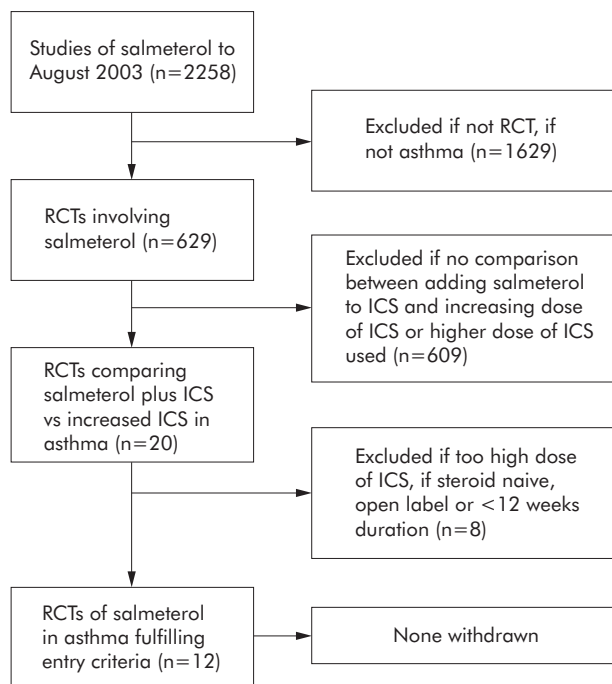 Studies of salmeterol to
August 2003 (n=2258)
Excluded if not RCT, if
not asthma (n=1629)
RCTs involving
salmeterol (n=629)
Excluded if no comparison
between adding salmeterol
to ICS and increasing dose
of ICS or higher dose of ICS
used (n=609)
RCTs comparing
salmeterol plus ICS
vs increased ICS in
asthma (n=20)
Excluded if too high dose
of ICS, if steroid naive,
open label or <12 weeks
duration (n=8)
RCTs of salmeterol
in asthma fulfilling
entry criteria (n=12)
None withdrawn